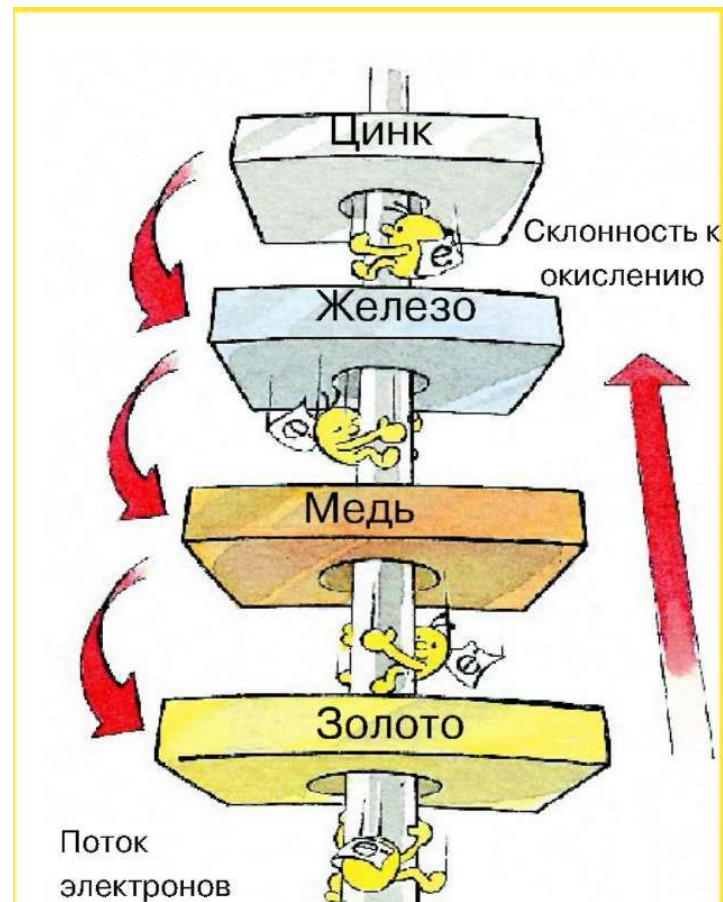 Цинк
e
Склонность к
окислению
Железо
e
Медь
e
Золото
e
Поток
электронов